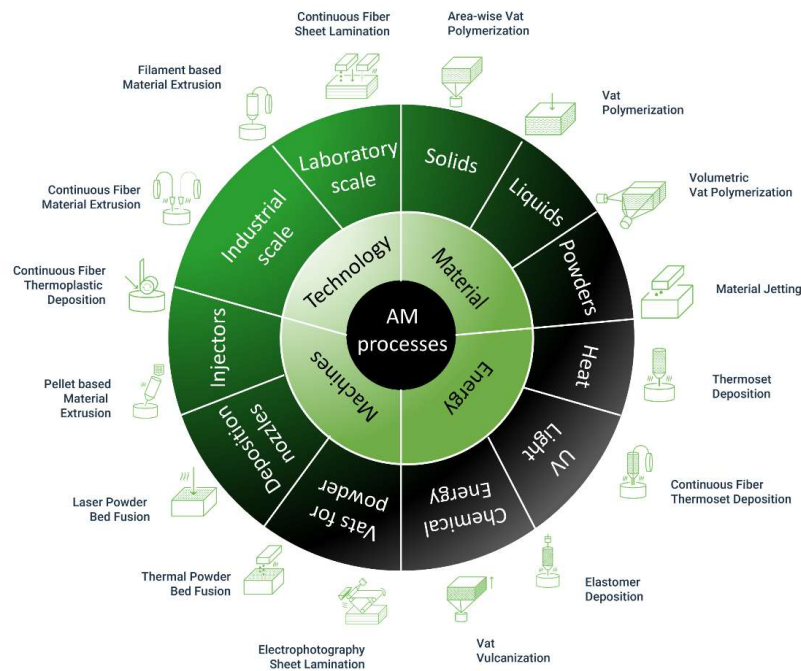 Continuous Fiber
Sheet Lamination
Area-wise Vat
Polymerization
Filament based
Material Extrusion
Vat
Polymerization
Continuous Fiber
Material Extrusion
Volumetric
Vat Polymerization
Continuous Fiber
Thermoplastic
Deposition
Material Jetting
Pellet based
Material
Extrusion
Thermoset
Deposition
Laser Powder
Bed Fusion
Continuous Fiber
Thermoset Deposition
Thermal Powder
Bed Fusion
Elastomer
Deposition
Electrophotography
Sheet Lamination
Vat
Vulcanization
Laboratory
scale
Solids
Liquids
Powders
Heat
UV
Light
Chemical
Energy
Vats for
powder
Deposition
nozzles
Injectors
Industrial
scale
Technology
Material
Energy
Machines
AM
processes